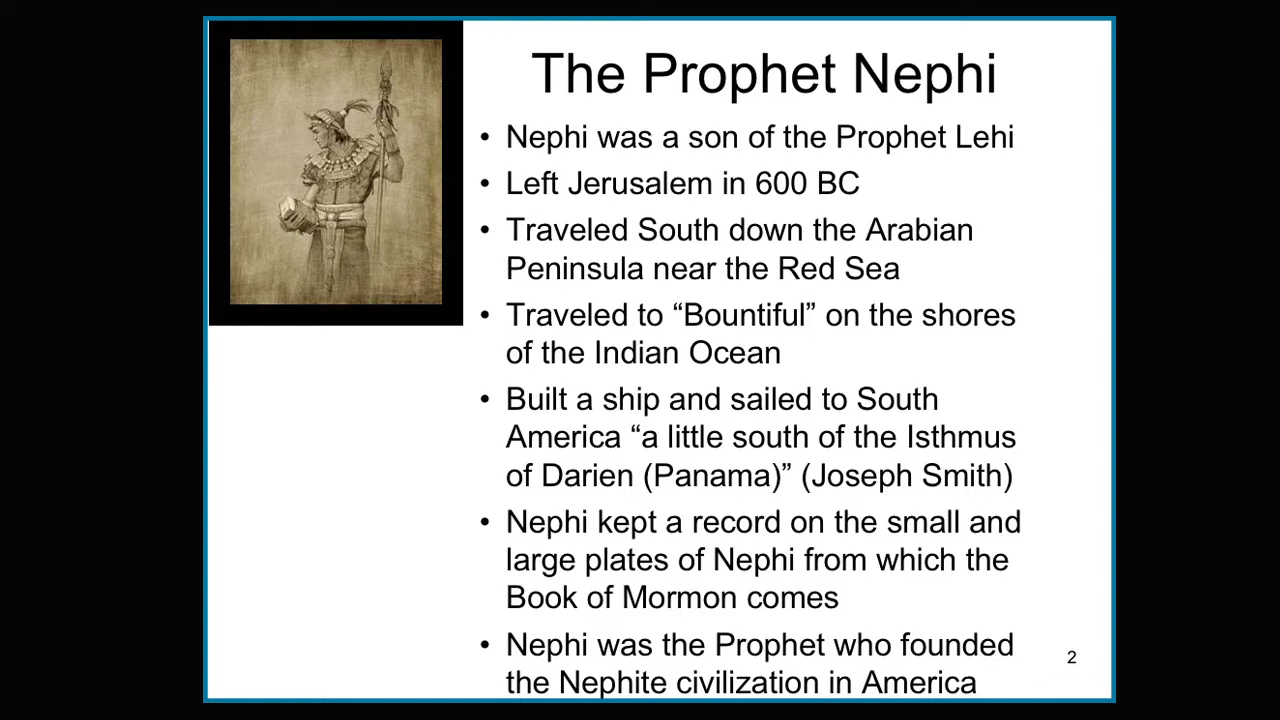 The Prophet Nephi
• Nephi was a son of the Prophet Lehi
• Left Jerusalem in 600 BC
• Traveled South down the Arabian
Peninsula near the Red Sea
• Traveled to “Bountiful” on the shores
of the Indian Ocean
• Built a ship and sailed to South
America “a little south of the Isthmus
of Darien (Panama)” (Joseph Smith)
• Nephi kept a record on the small and
large plates of Nephi from which the
Book of Mormon comes
• Nephi was the Prophet who founded
the Nephite civilization in America
2